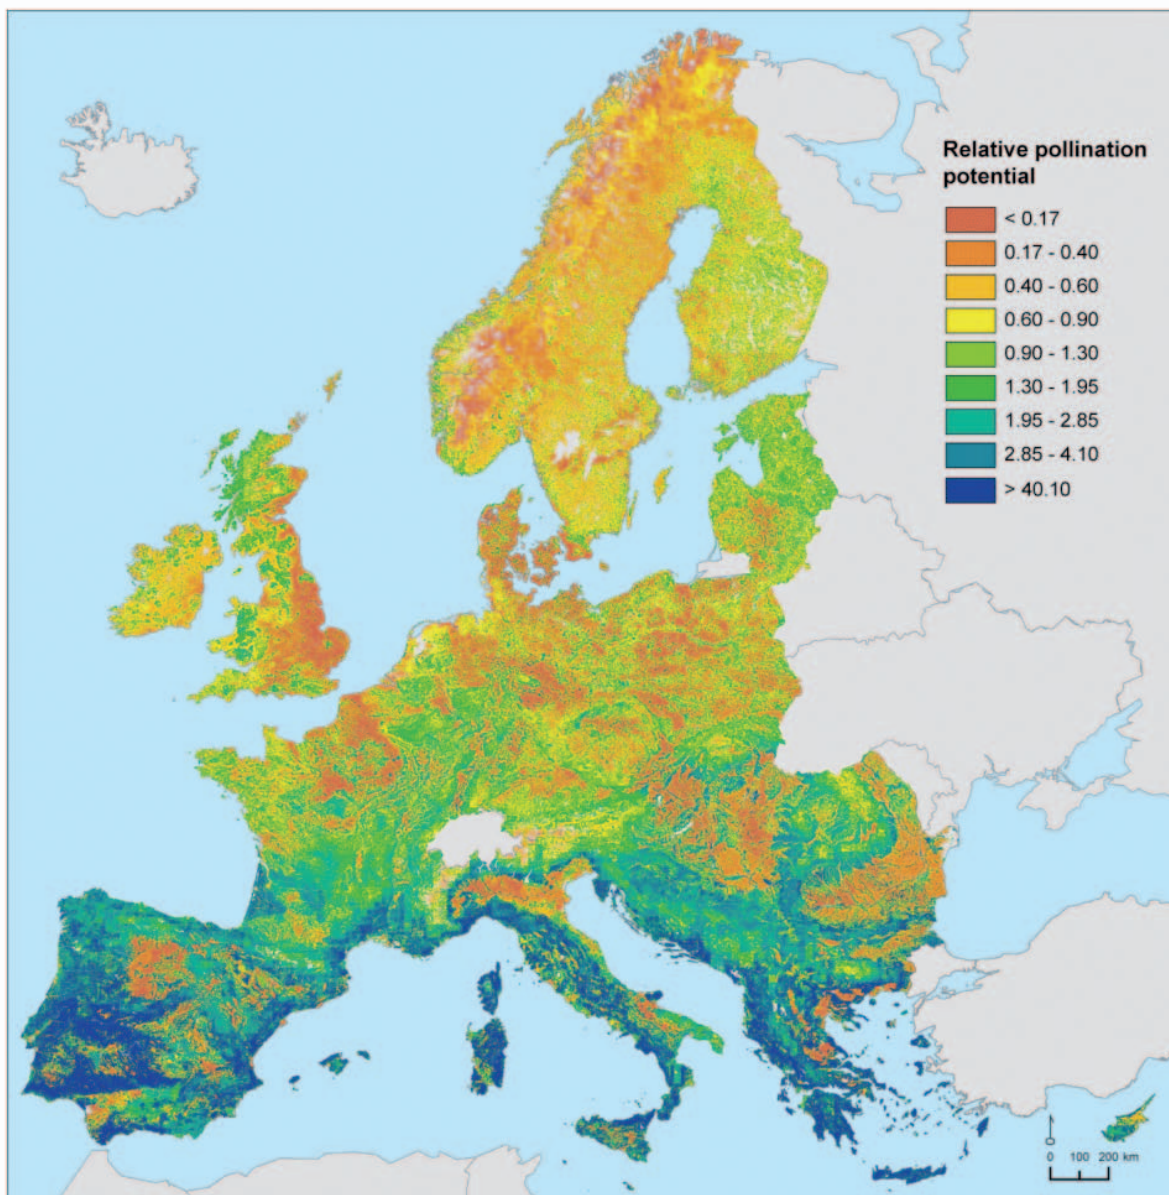 Relative pollination
potential
< 0.17
0.17 - 0.40
0.40 - 0.60
0.60 - 0.90
0.90 - 1.30
1.30 - 1.95
1.95 - 2.85
2.85 - 4.10
> 40.10
0 100 200 km